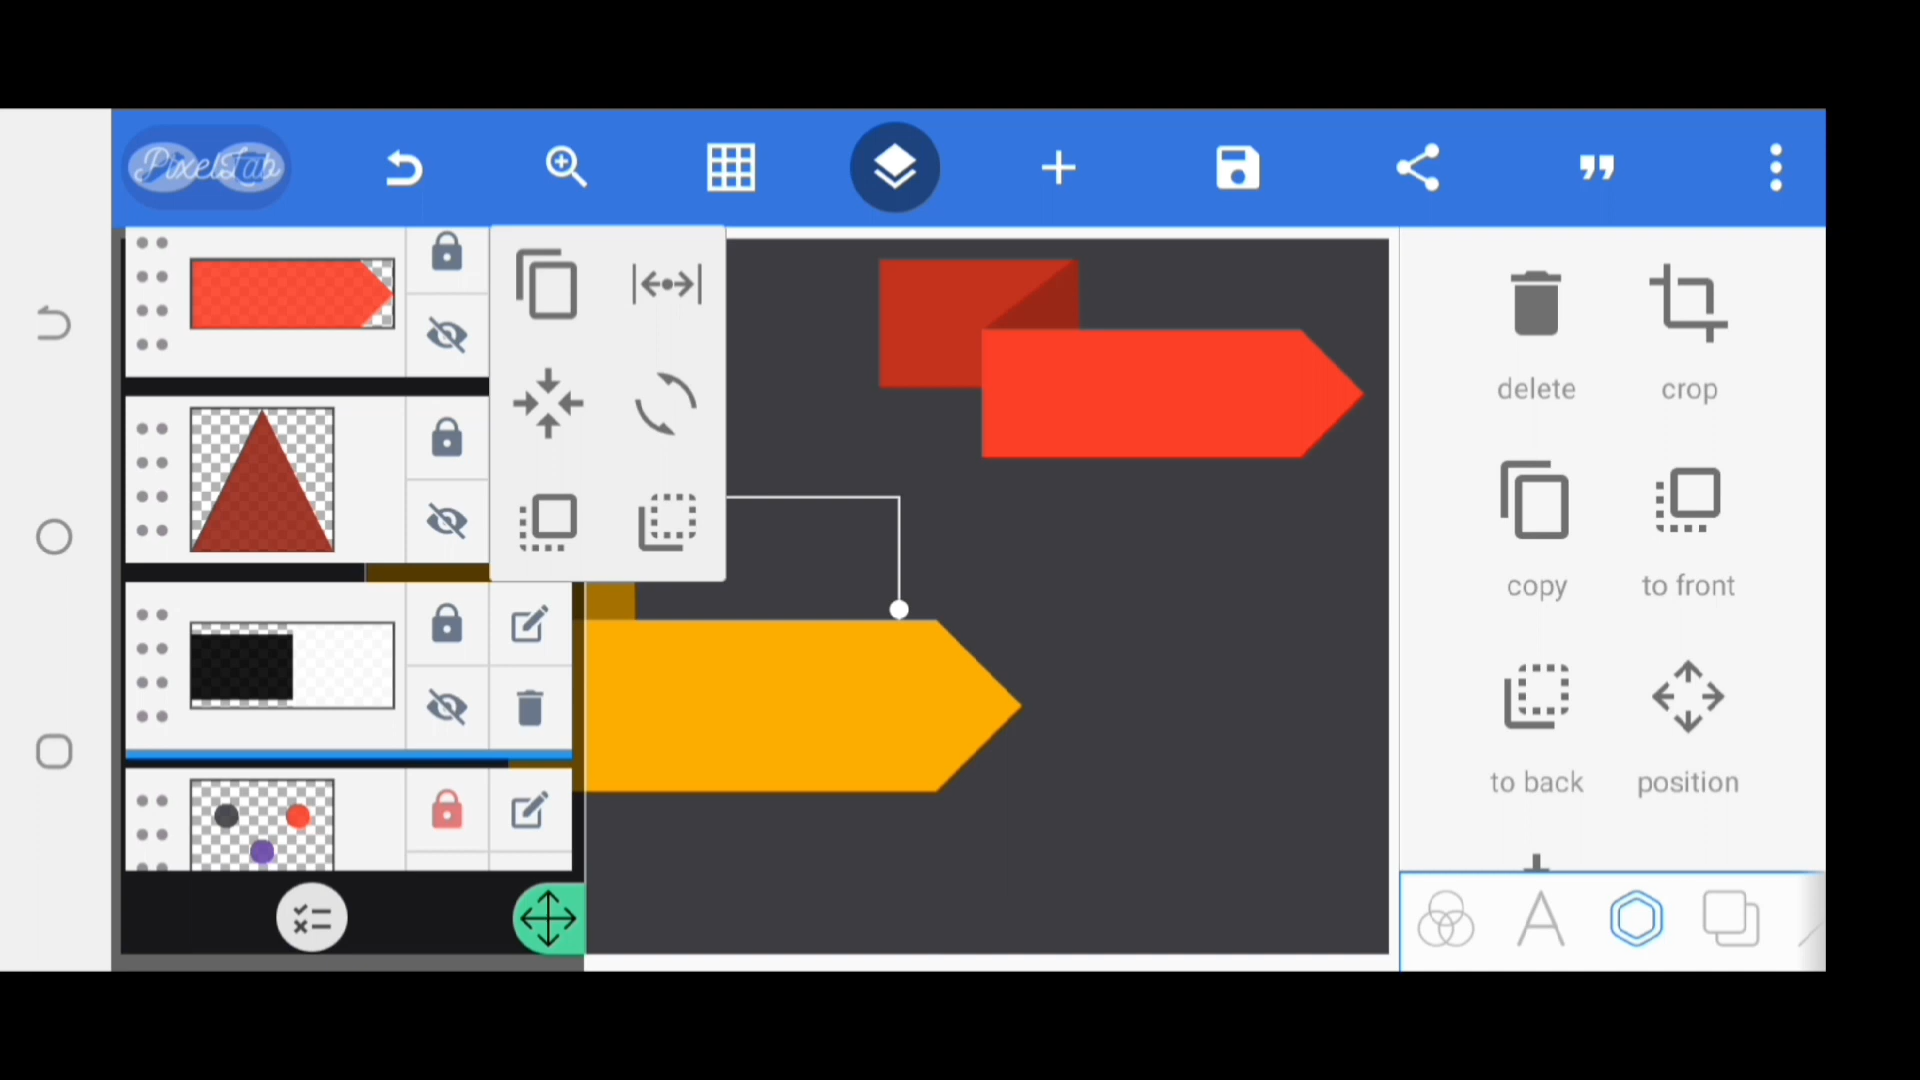 PixelLab
delete
crop
copy
to front
to back
position